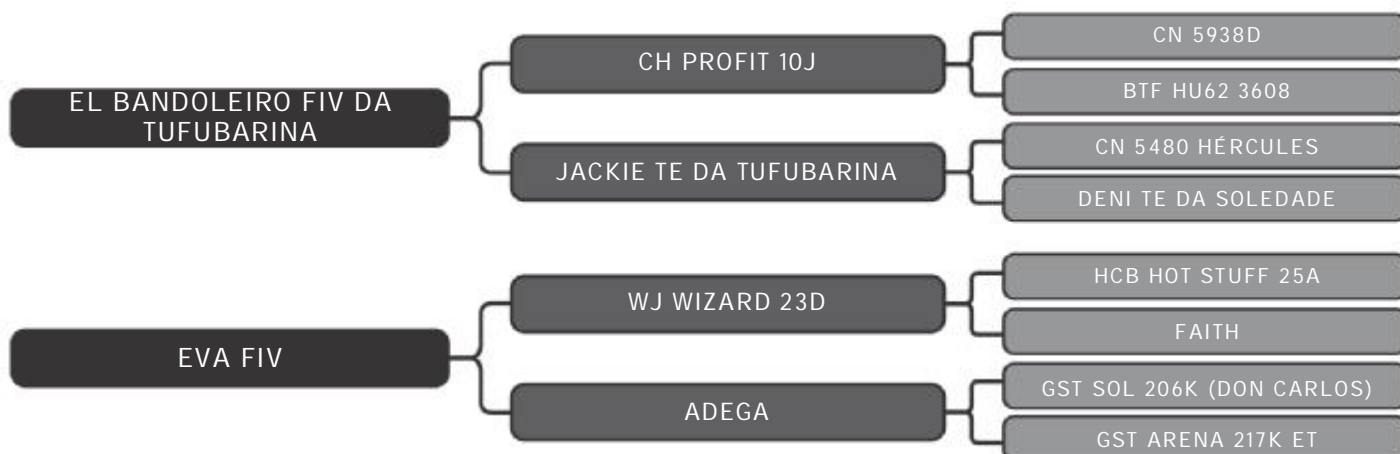 CN 5938D
CH PROFIT 10J
BTF HU62 3608
EL BANDOLEIRO FIV DA
TUFUBARINA
CN 5480 HÉRCULES
JACKIE TE DA TUFUBARINA
DENI TE DA SOLEDADE
HCB HOT STUFF 25A
WJ WIZARD 23D
FAITH
EVA FIV
GST SOL 206K (DON CARLOS)
ADEGA
GST ARENA 217K ET